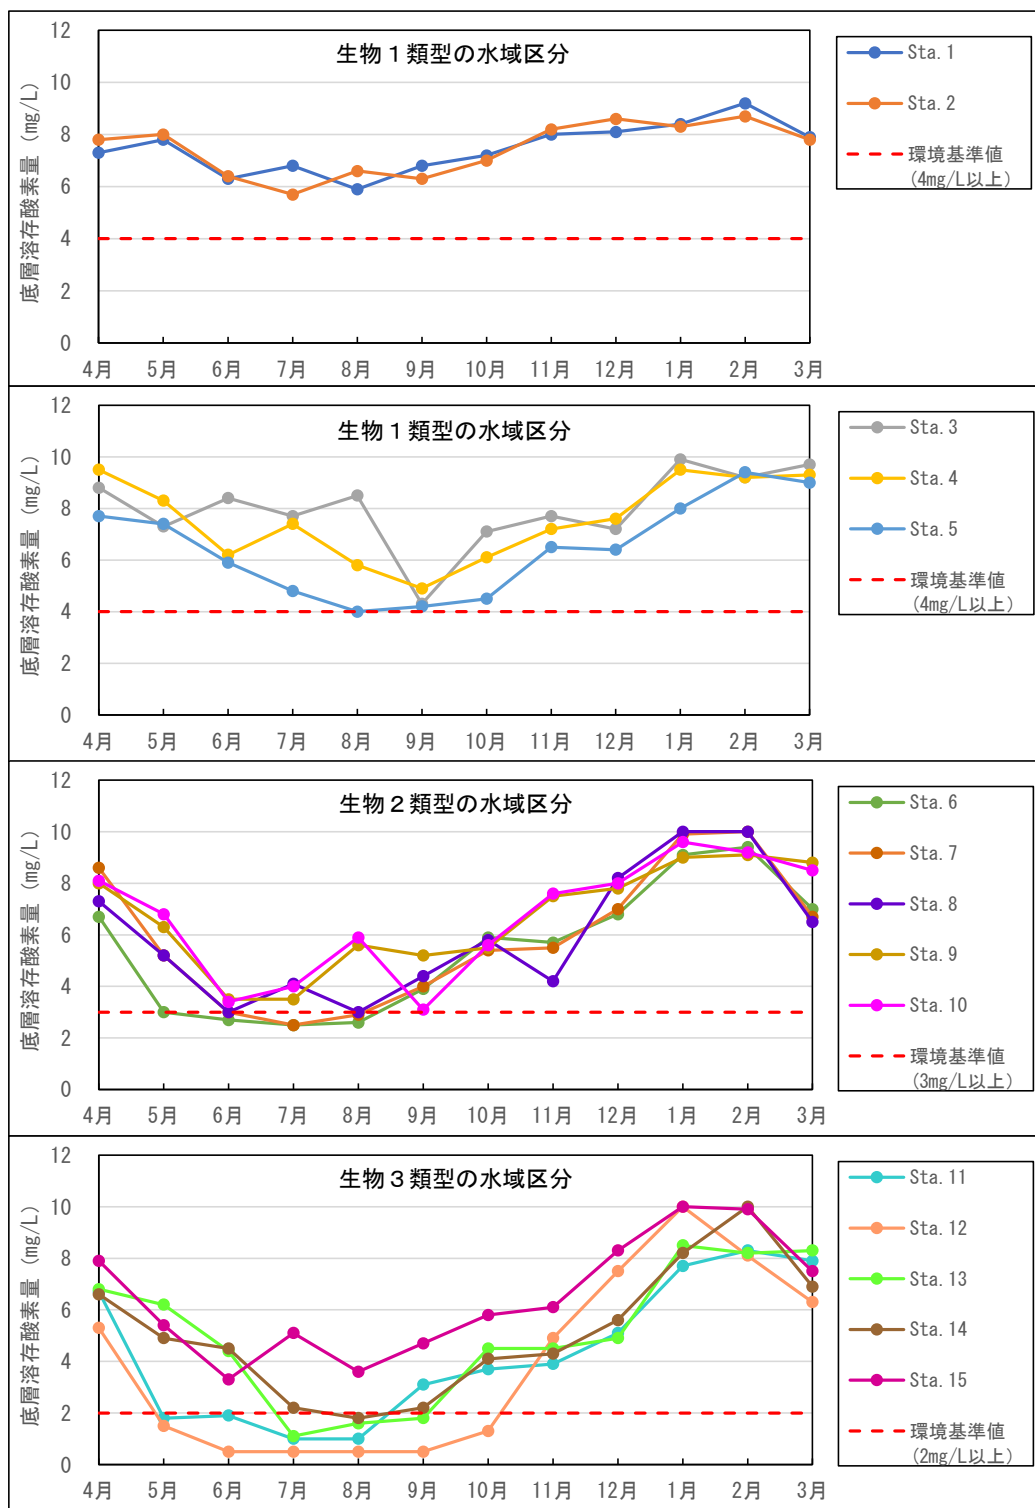 生物１類型の水域区分
底層溶存酸素量 (mg/L)
12
10
8
6
4
2
0
4月 5月 6月 7月 8月 9月 10月 11月 12月 1月 2月 3月
Sta.1
Sta.2
環境基準値
(4mg/L以上)
生物１類型の水域区分
底層溶存酸素量 (mg/L)
12
10
8
6
4
2
0
4月 5月 6月 7月 8月 9月 10月 11月 12月 1月 2月 3月
Sta.3
Sta.4
Sta.5
環境基準値
(4mg/L以上)
生物２類型の水域区分
底層溶存酸素量 (mg/L)
12
10
8
6
4
2
0
4月 5月 6月 7月 8月 9月 10月 11月 12月 1月 2月 3月
Sta.6
Sta.7
Sta.8
Sta.9
Sta.10
環境基準値
(3mg/L以上)
生物３類型の水域区分
底層溶存酸素量 (mg/L)
12
10
8
6
4
2
0
4月 5月 6月 7月 8月 9月 10月 11月 12月 1月 2月 3月
Sta.11
Sta.12
Sta.13
Sta.14
Sta.15
環境基準値
(2mg/L以上)